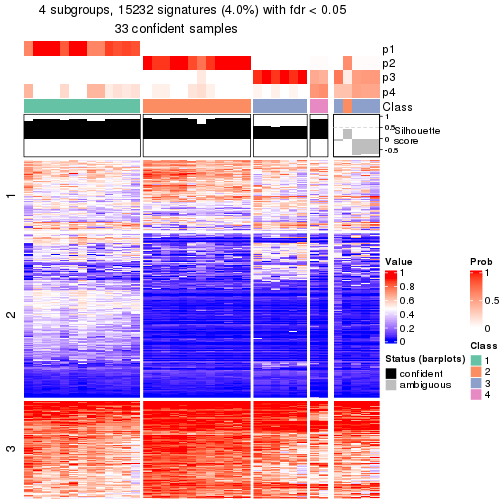 4 subgroups, 15232 signatures (4.0%) with fdr < 0.05
33 confident samples
p1
p2
p3
p4
Class
1
0.5
0
-0.5
Silhouette
score
1
2
3
Value
1
0.8
0.6
0.4
0.2
0
Status (barplots)
confident
ambiguous
Prob
1
0.5
0
Class
1
2
3
4